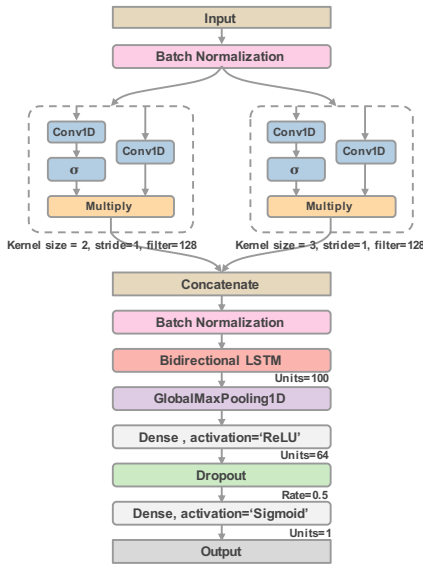 Input
Batch Normalization
Conv1D
Conv1D
σ
Multiply
Kernel size = 2, stride=1, filter=128
Conv1D
Conv1D
σ
Multiply
Kernel size = 3, stride=1, filter=128
Concatenate
Batch Normalization
Bidirectional LSTM
Units=100
GlobalMaxPooling1D
Dense , activation=‘ReLU’
Units=64
Dropout
Rate=0.5
Dense, activation=‘Sigmoid’
Units=1
Output